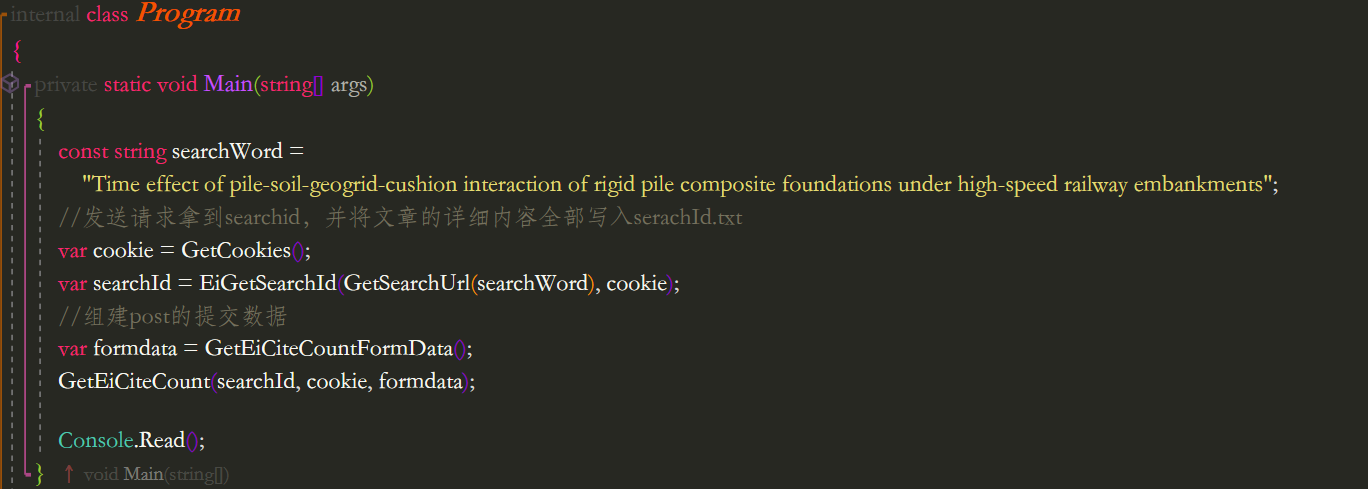 internal class Program
{
private static void Main(string[] args)
{
const string searchWord =
"Time effect of pile-soil-geogrid-cushion interaction of rigid pile composite foundations under high-speed railway embankments";
//发送请求拿到searchid，并将文章的详细内容全部写入serachId.txt
var cookie = GetCookies();
var searchId = EiGetSearchId(GetSearchUrl(searchWord), cookie);
//组建post的提交数据
var formdata = GetEiCiteCountFormData();
GetEiCiteCount(searchId, cookie, formdata);
Console.Read();
} ↑ void Main(string[])